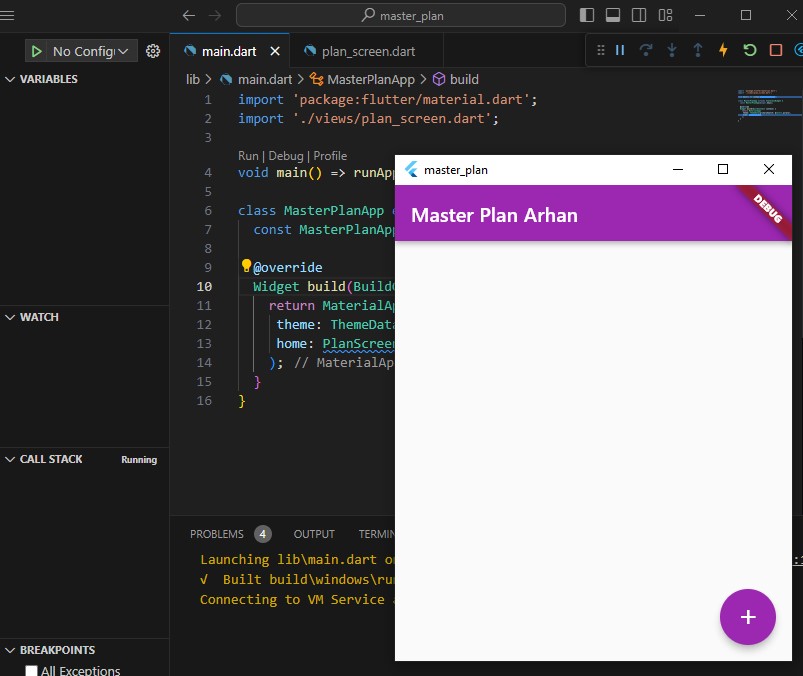 master_plan
No Config
main.dart
plan_screen.dart
VARIABLES
lib > main.dart > MasterPlanApp > build
1 import 'package:flutter/material.dart';
2 import './views/plan_screen.dart';
3
Run | Debug | Profile
4 void main() => runApp
5
6 class MasterPlanApp
7 const MasterPlanApp
8
9 @override
10 Widget build(Build
11 return MaterialAp
12 theme: ThemeData
13 home: PlanScreen
14 ); // MaterialAp
15 }
16 }
master_plan
Master Plan Arhan
DEBUG
+
WATCH
CALL STACK
Running
PROBLEMS 4 OUTPUT TERMIN
Launching lib\main.dart o
√ Built build\windows\ru
Connecting to VM Service
BREAKPOINTS
All Exceptions